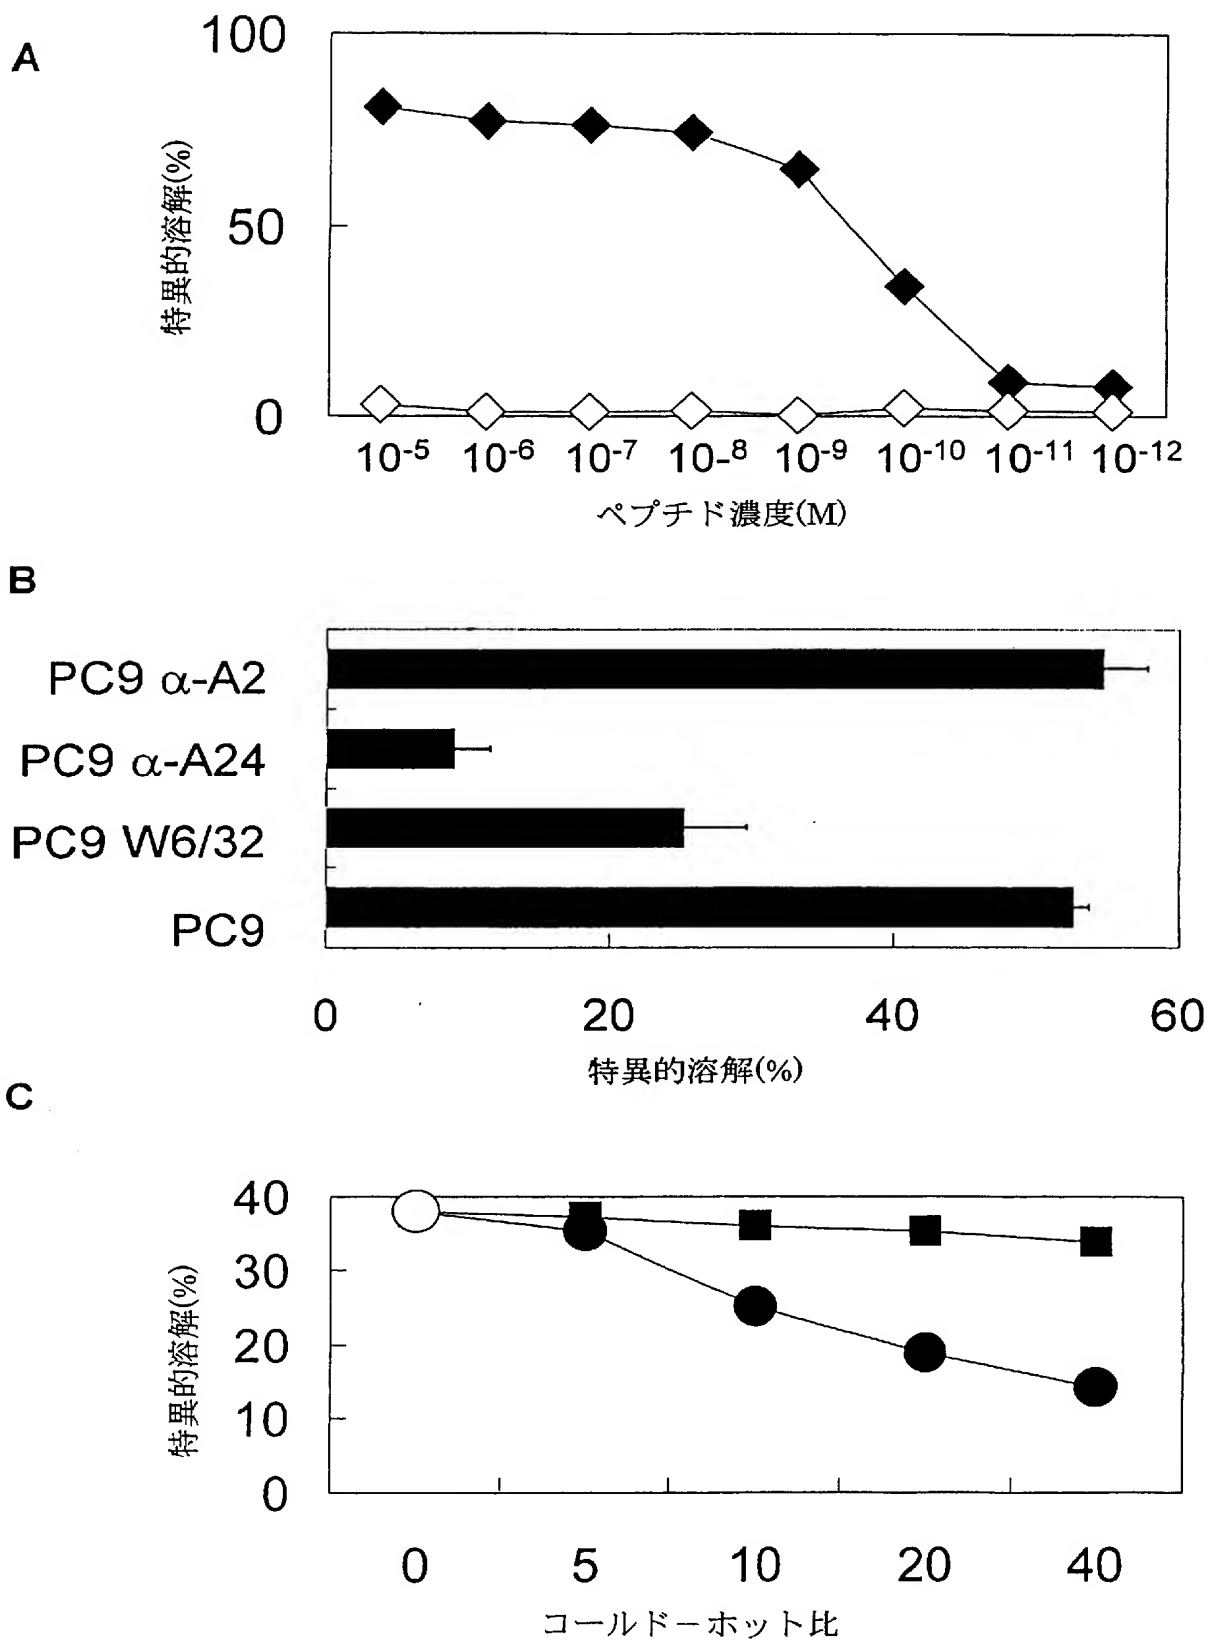 A
100
50
0
特異的溶解(%)
10-5 10-6 10-7 10-8 10-9 10-10 10-11 10-12
ペプチド濃度(M)
B
PC9 α-A2
PC9 α-A24
PC9 W6/32
PC9
0 20 40 60
特異的溶解(%)
C
40
30
20
10
0
特異的溶解(%)
0 5 10 20 40
コールド－ホット比